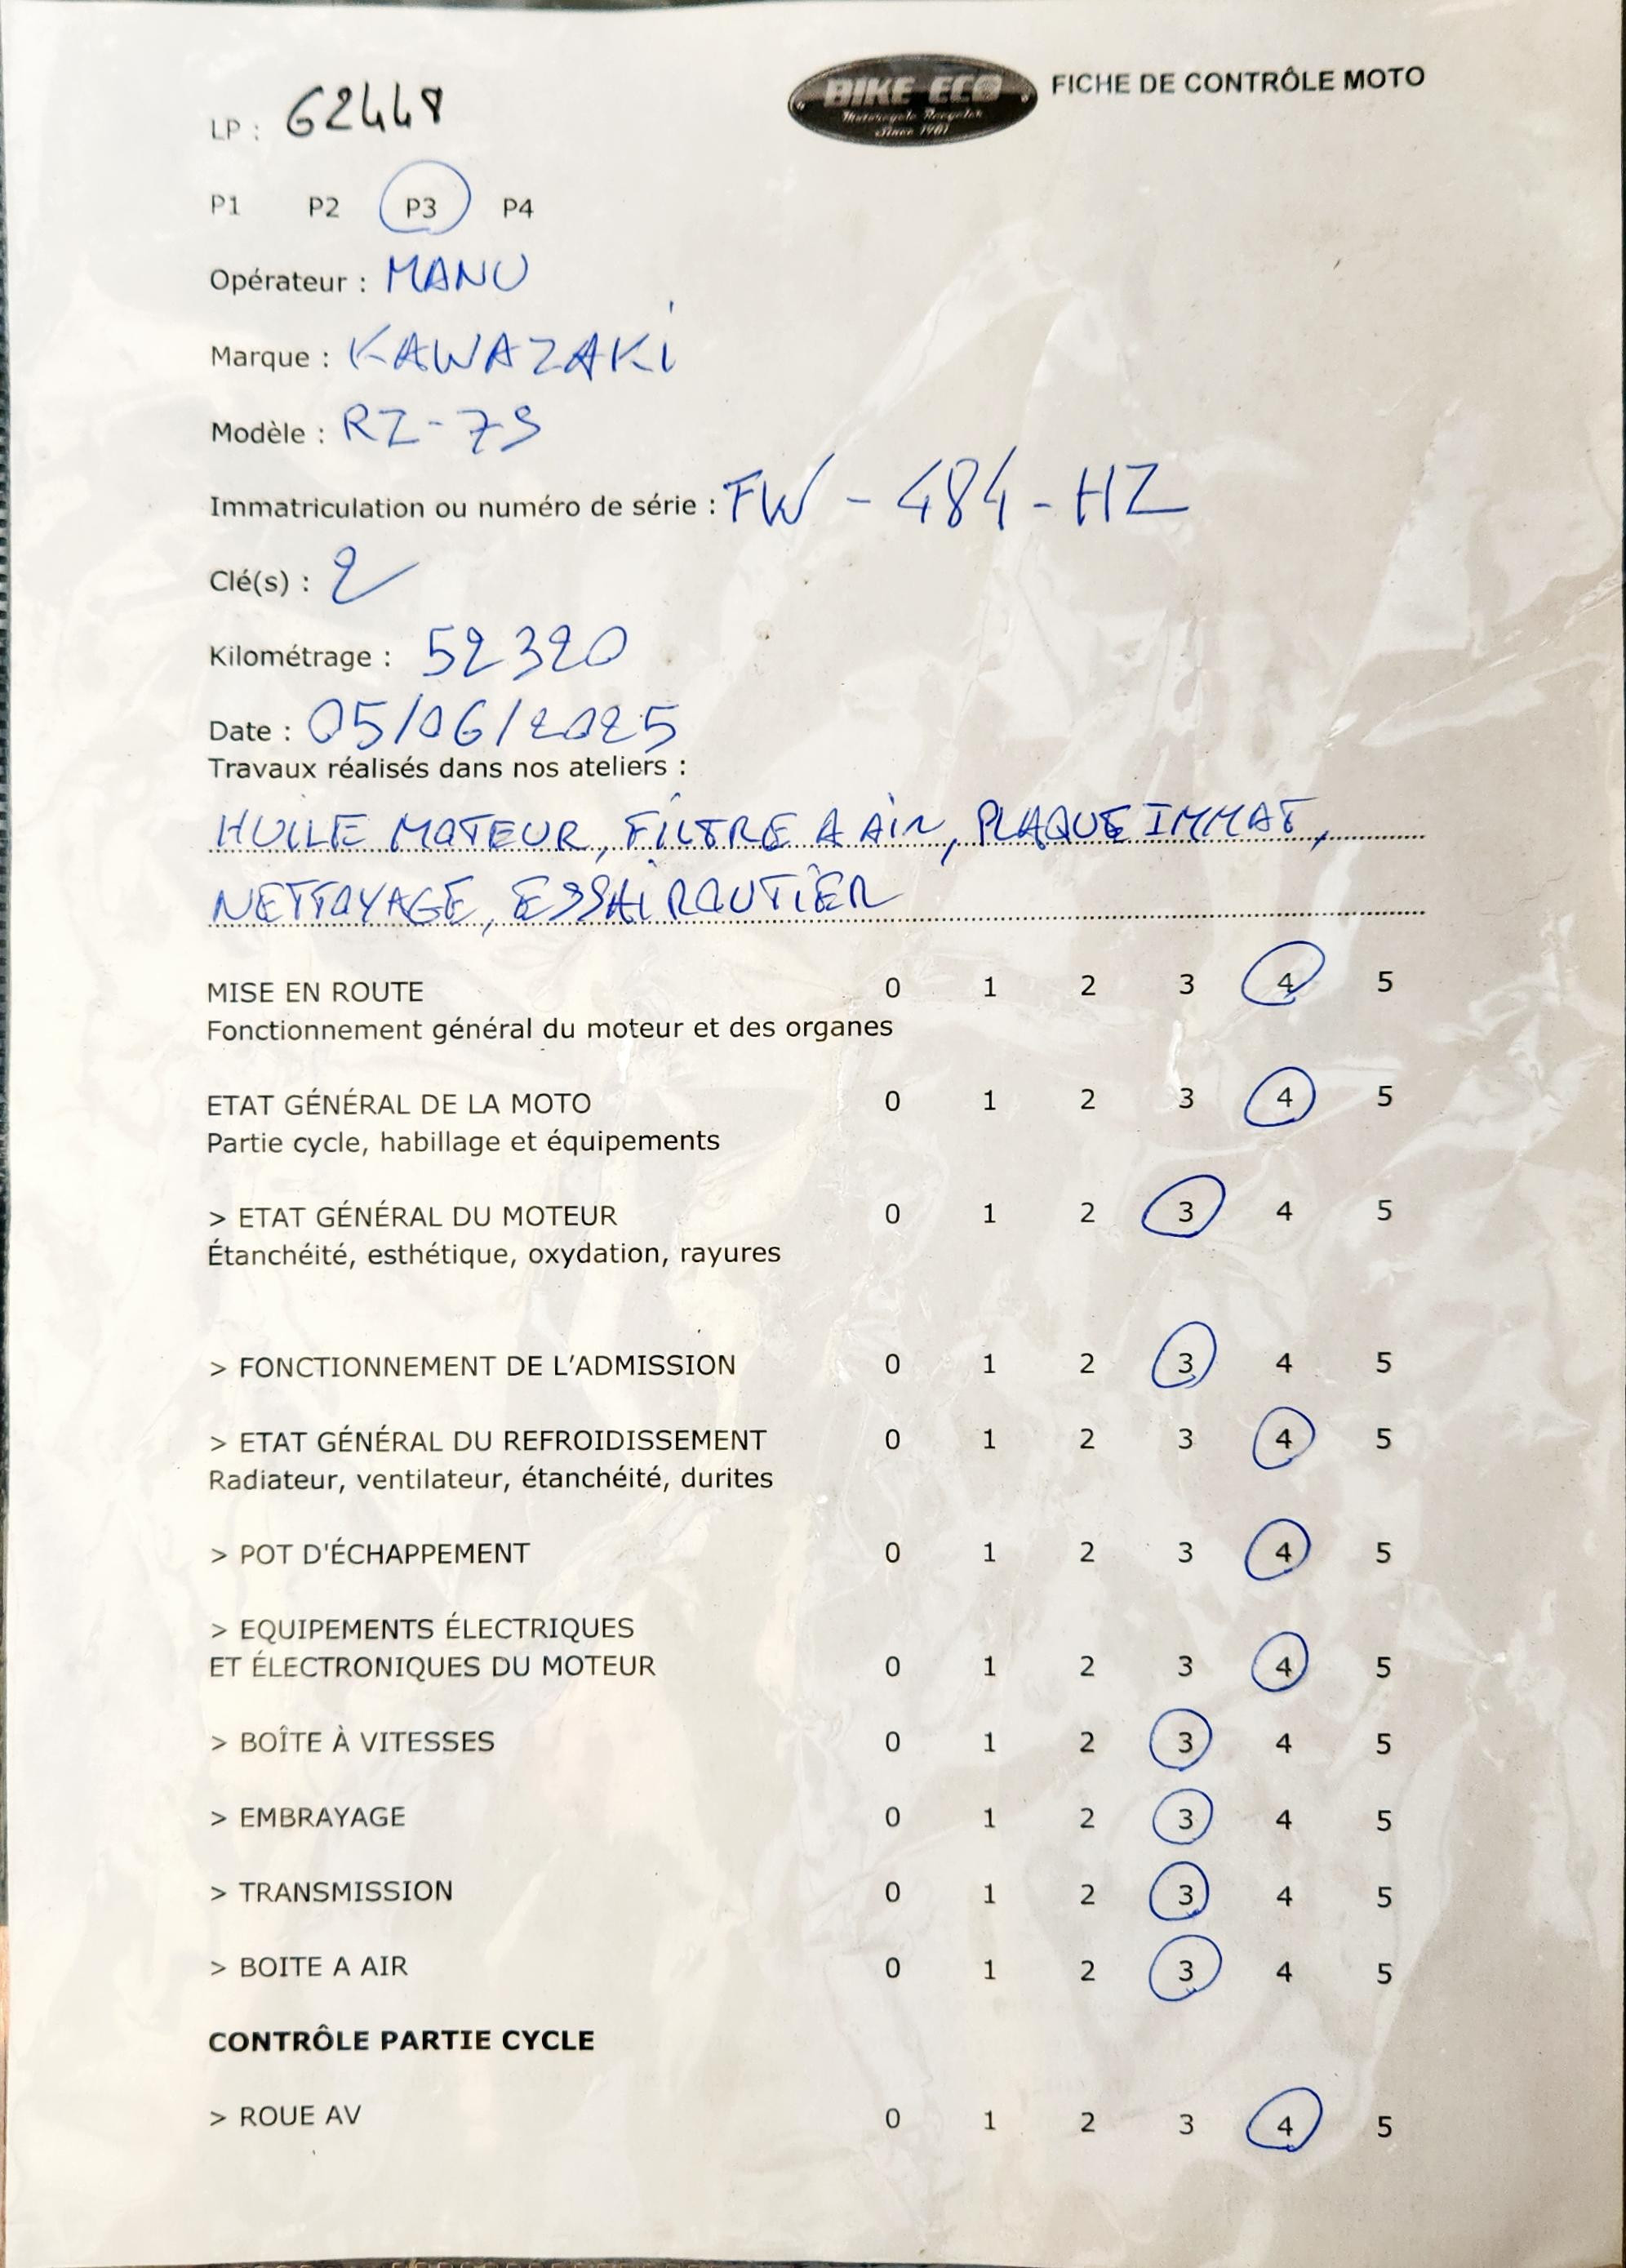 BIKE ECO
Motorcycle Recycler
Since 1961
FICHE DE CONTRÔLE MOTO
LP : 62448
P1 P2 P3 P4
Opérateur : MANU
Marque : KAWAZAKi
Modèle : RZ-7S
Immatriculation ou numéro de série : FW-484-HZ
Clé(s) : 2
Kilométrage : 52320
Date : 05/06/2025
Travaux réalisés dans nos ateliers :
HUILE MOTEUR, FILTRE A AiR, PLAQUE IMMAT,
NETTOYAGE, ESSAi ROUTiER
MISE EN ROUTE 0 1 2 3 4 5
Fonctionnement général du moteur et des organes
ETAT GÉNÉRAL DE LA MOTO 0 1 2 3 4 5
Partie cycle, habillage et équipements
> ETAT GÉNÉRAL DU MOTEUR 0 1 2 3 4 5
Étanchéité, esthétique, oxydation, rayures
> FONCTIONNEMENT DE L'ADMISSION 0 1 2 3 4 5
> ETAT GÉNÉRAL DU REFROIDISSEMENT 0 1 2 3 4 5
Radiateur, ventilateur, étanchéité, durites
> POT D'ÉCHAPPEMENT 0 1 2 3 4 5
> EQUIPEMENTS ÉLECTRIQUES
ET ÉLECTRONIQUES DU MOTEUR 0 1 2 3 4 5
> BOÎTE À VITESSES 0 1 2 3 4 5
> EMBRAYAGE 0 1 2 3 4 5
> TRANSMISSION 0 1 2 3 4 5
> BOITE A AIR 0 1 2 3 4 5
CONTRÔLE PARTIE CYCLE
> ROUE AV 0 1 2 3 4 5